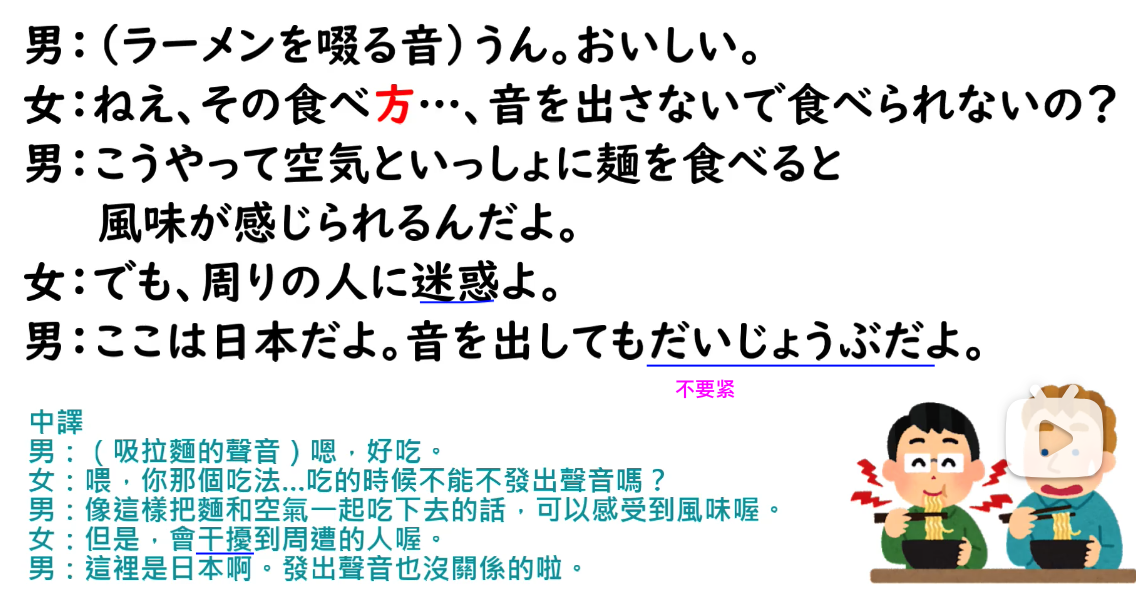 男：（ラーメンを啜る音）うん。おいしい。
女：ねえ、その食べ方…、音を出さないで食べられないの？
男：こうやって空気といっしょに麺を食べると
風味が感じられるんだよ。
女：でも、周りの人に迷惑よ。
男：ここは日本だよ。音を出してもだいじょうぶだよ。
不要紧
中譯
男：（吸拉麵的聲音）嗯，好吃。
女：喂，你那個吃法…吃的時候不能不發出聲音嗎？
男：像這樣把麵和空氣一起吃下去的話，可以感受到風味喔。
女：但是，會干擾到周遭的人喔。
男：這裡是日本啊。發出聲音也沒關係的啦。